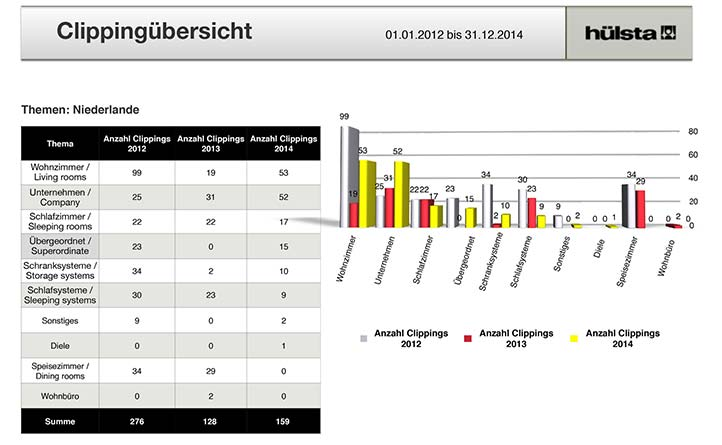 Clippingübersicht
01.01.2012 bis 31.12.2014
hülsta
Themen: Niederlande
Thema
Anzahl Clippings
2012
Anzahl Clippings
2013
Anzahl Clippings
2014
Wohnzimmer /
Living rooms
99
19
53
Unternehmen /
Company
25
31
52
Schlafzimmer /
Sleeping rooms
22
22
17
Übergeordnet /
Superordinate
23
0
15
Schranksysteme /
Storage systems
34
2
10
Schlafsysteme /
Sleeping systems
30
23
9
Sonstiges
9
0
2
Diele
0
0
1
Speisezimmer /
Dining rooms
34
29
0
Wohnbüro
0
2
0
Summe
276
128
159
99
19
53
25
31
52
22
22
17
23
0
15
34
2
10
30
23
9
9
0
2
0
0
1
34
29
0
0
2
0
80
60
40
20
0
Wohnzimmer
Unternehmen
Schlafzimmer
Übergeordnet
Schranksysteme
Schlafsysteme
Sonstiges
Diele
Speisezimmer
Wohnbüro
Anzahl Clippings
2012
Anzahl Clippings
2013
Anzahl Clippings
2014